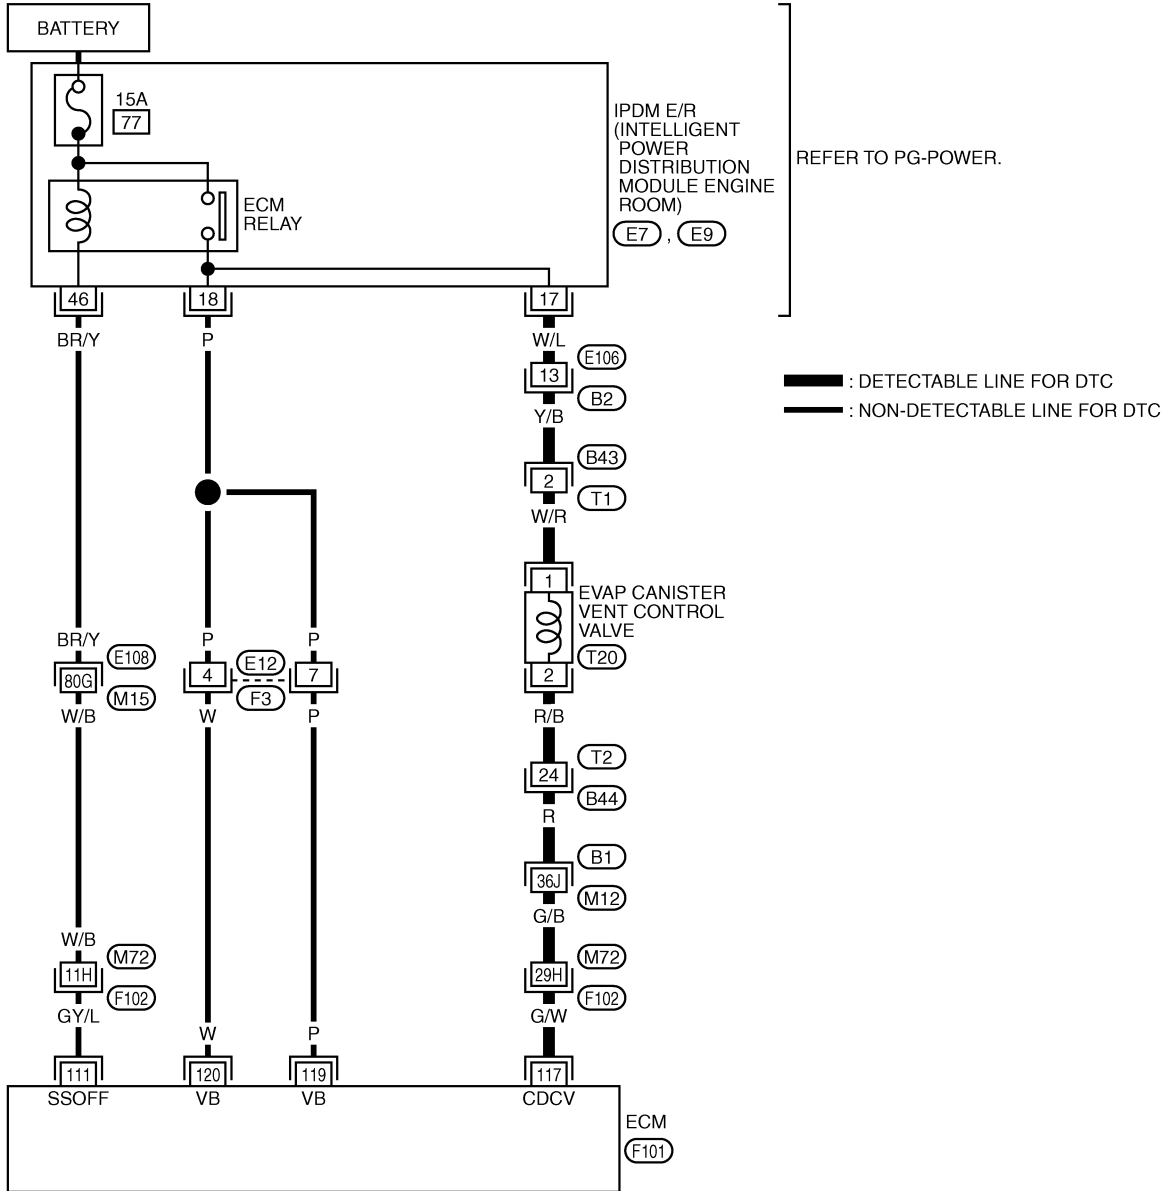 BATTERY
15A
77
IPDM E/R
(INTELLIGENT
POWER
DISTRIBUTION
MODULE ENGINE
ROOM)
E7 , E9
REFER TO PG-POWER.
ECM
RELAY
46
18
17
BR/Y
P
W/L
E106
13
B2
Y/B
: DETECTABLE LINE FOR DTC
: NON-DETECTABLE LINE FOR DTC
B43
2
T1
W/R
1
EVAP CANISTER
VENT CONTROL
VALVE
T20
2
BR/Y
P
P
E108
80G
M15
4
E12
F3
7
W/B
W
P
R/B
T2
24
B44
R
B1
36J
M12
G/B
W/B
M72
11H
F102
GY/L
M72
29H
F102
G/W
W
P
111
120
119
117
SSOFF
VB
VB
CDCV
ECM
F101